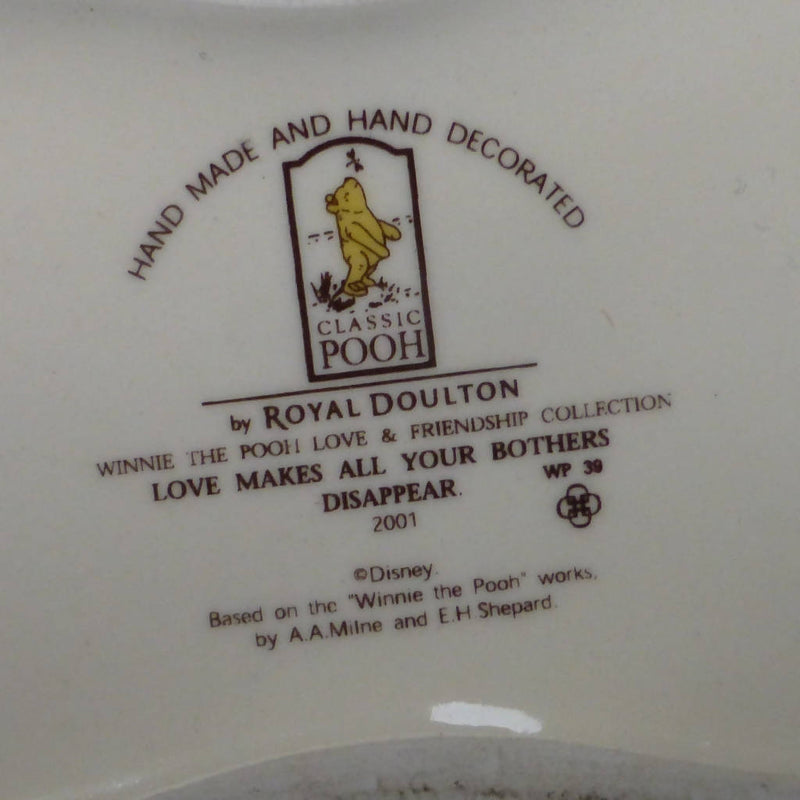 HAND MADE AND HAND DECORATED
CLASSIC
POOH
by ROYAL DOULTON
WINNIE THE POOH LOVE & FRIENDSHIP COLLECTION
LOVE MAKES ALL YOUR BOTHERS
DISAPPEAR.
WP 39
2001
©Disney.
Based on the "Winnie the Pooh" works,
by A.A.Milne and E.H Shepard.